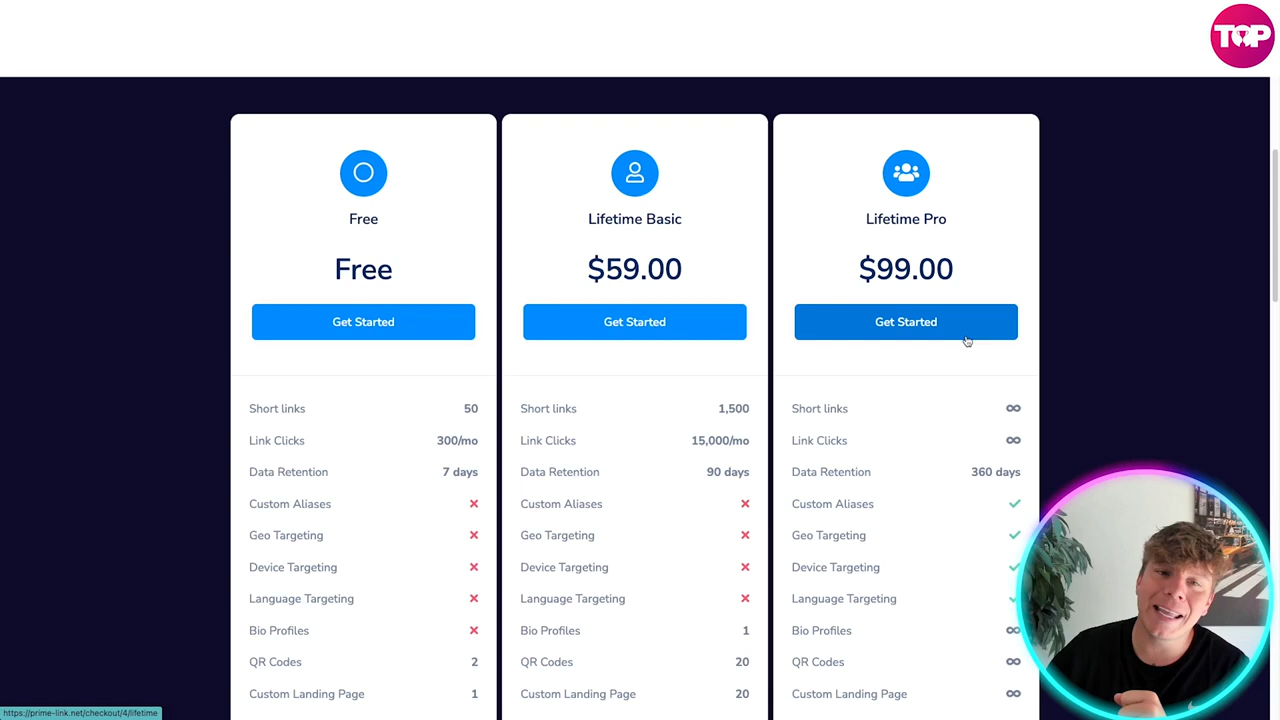 TOP
Free
Free
Get Started
Short links 50
Link Clicks 300/mo
Data Retention 7 days
Custom Aliases
Geo Targeting
Device Targeting
Language Targeting
Bio Profiles
QR Codes 2
Custom Landing Page 1
Lifetime Basic
$59.00
Get Started
Short links 1,500
Link Clicks 15,000/mo
Data Retention 90 days
Custom Aliases
Geo Targeting
Device Targeting
Language Targeting
Bio Profiles 1
QR Codes 20
Custom Landing Page 20
Lifetime Pro
$99.00
Get Started
Short links ∞
Link Clicks ∞
Data Retention 360 days
Custom Aliases
Geo Targeting
Device Targeting
Language Targeting
Bio Profiles ∞
QR Codes ∞
Custom Landing Page ∞
https://prime-link.net/checkout/4/lifetime